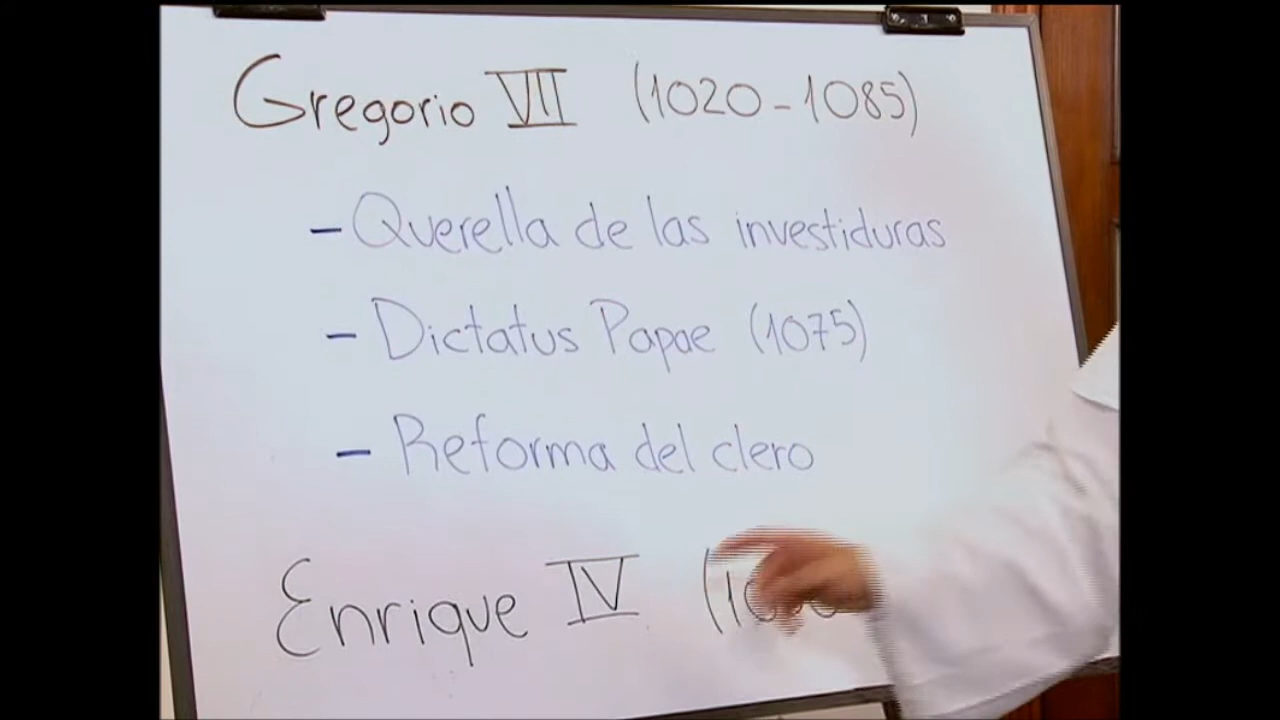 Gregorio VII (1020-1085)
- Querella de las investiduras
- Dictatus Papae (1075)
- Reforma del clero
Enrique IV